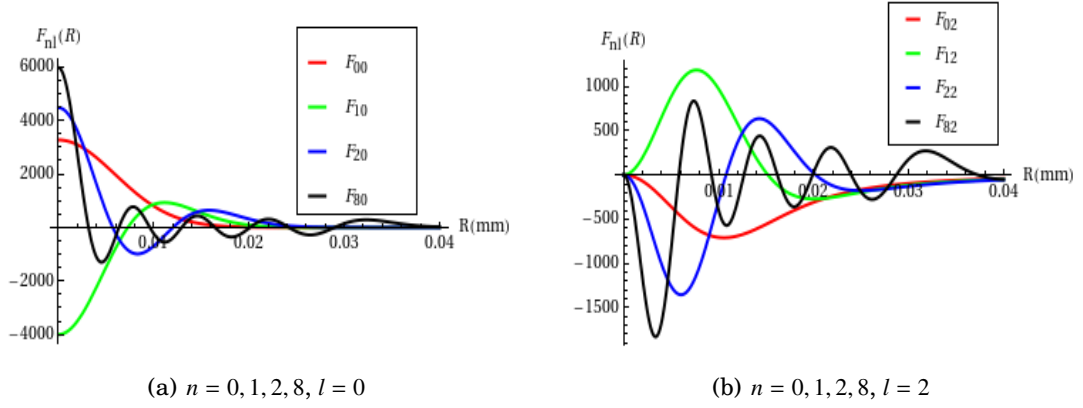 F_nl(R)
6000
4000
2000
−2000
−4000
0.01
0.02
0.03
0.04
R(mm)
F_00
F_10
F_20
F_80
(a) n = 0, 1, 2, 8, l = 0
F_nl(R)
1000
500
−500
−1000
−1500
0.01
0.02
0.03
0.04
R(mm)
F_02
F_12
F_22
F_82
(b) n = 0, 1, 2, 8, l = 2